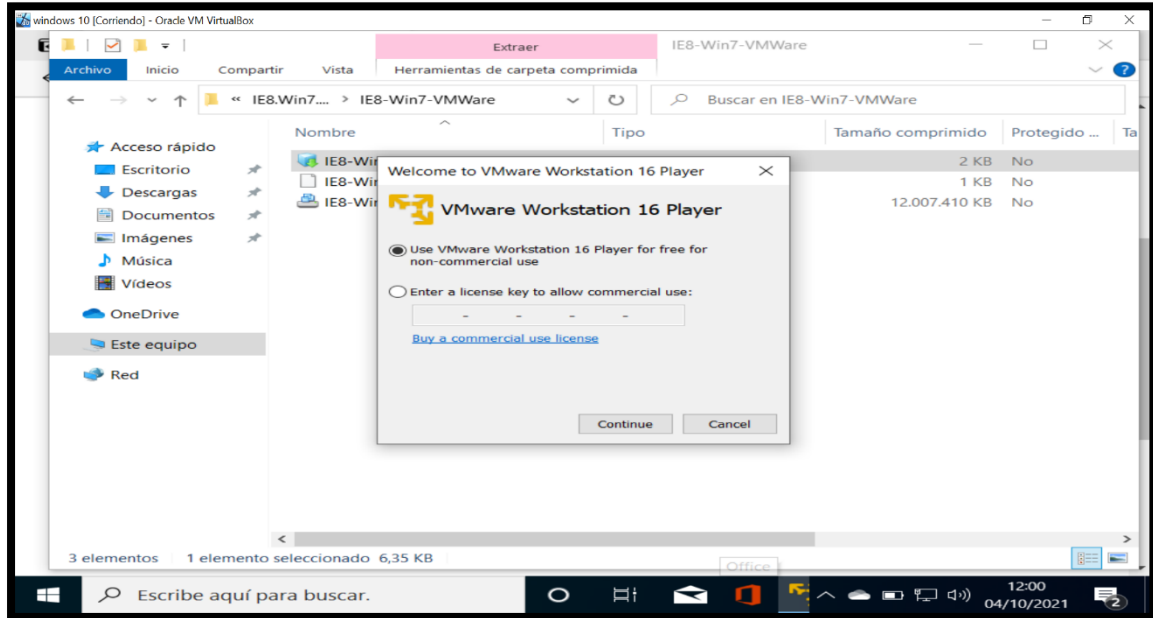 windows 10 [Corriendo] - Oracle VM VirtualBox
Extraer
IE8-Win7-VMWare
Archivo Inicio Compartir Vista Herramientas de carpeta comprimida
« IE8.Win7.... > IE8-Win7-VMWare
Buscar en IE8-Win7-VMWare
Nombre Tipo Tamaño comprimido Protegido ... Ta
Acceso rápido
Escritorio
Descargas
Documentos
Imágenes
Música
Vídeos
OneDrive
Este equipo
Red
IE8-Wir 2 KB No
IE8-Wir 1 KB No
IE8-Wir 12.007.410 KB No
Welcome to VMware Workstation 16 Player
VMware Workstation 16 Player
Use VMware Workstation 16 Player for free for
non-commercial use
Enter a license key to allow commercial use:
- - - -
Buy a commercial use license
Continue Cancel
3 elementos 1 elemento seleccionado 6,35 KB
Office
Escribe aquí para buscar.
12:00
04/10/2021
2